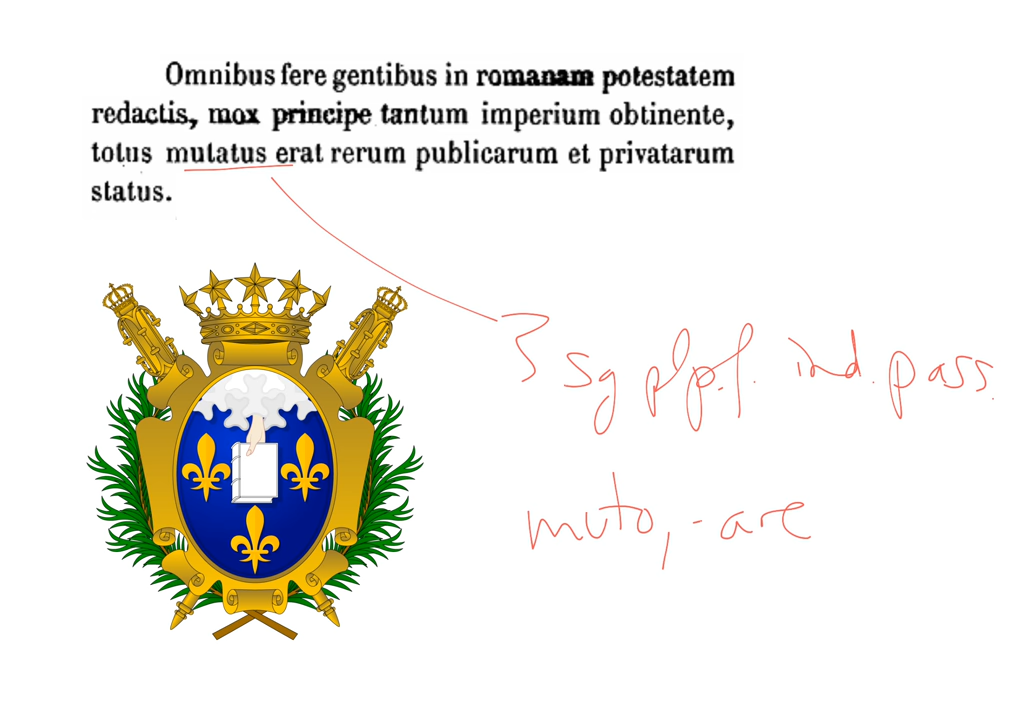 Omnibus fere gentibus in romanam potestatem
redactis, mox principe tantum imperium obtinente,
totus mutatus erat rerum publicarum et privatarum
status.
3 sg plp.f. ind. pass.
muto, -are